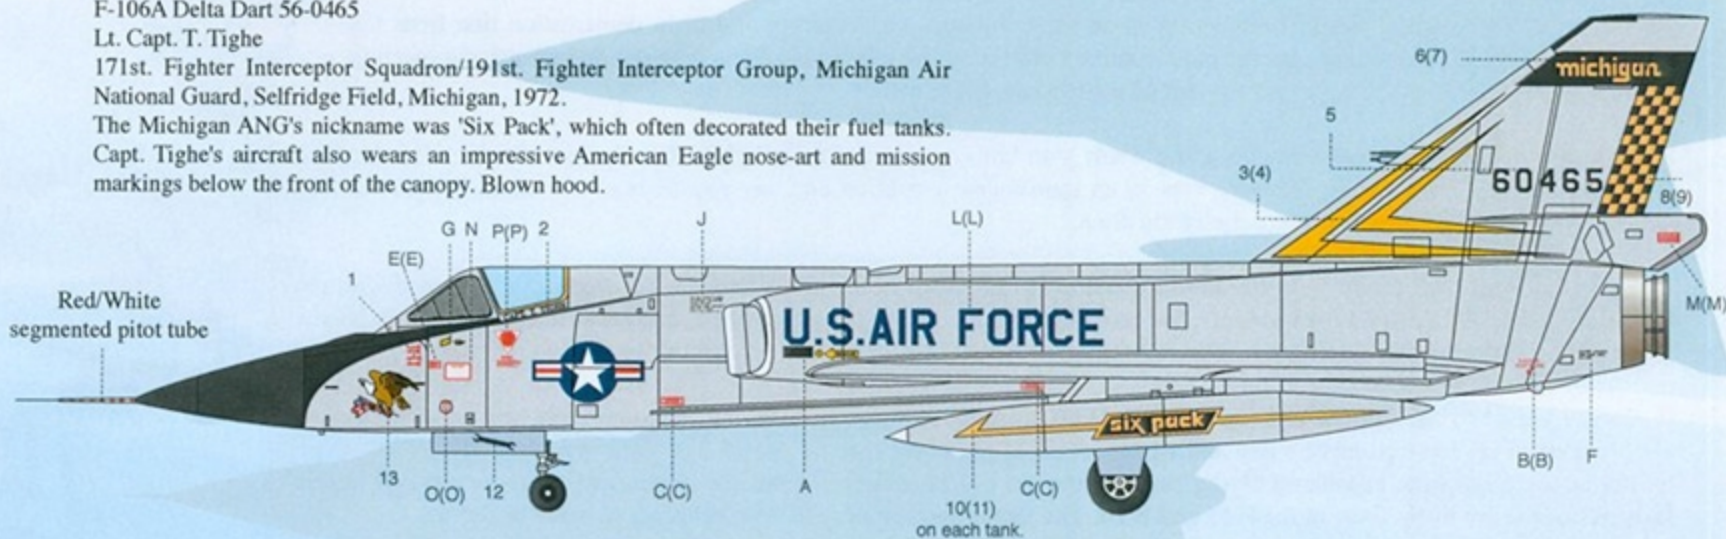 F-106A Delta Dart 56-0465
Lt. Capt. T. Tighe
171st. Fighter Interceptor Squadron/191st. Fighter Interceptor Group, Michigan Air
National Guard, Selfridge Field, Michigan, 1972.
The Michigan ANG's nickname was 'Six Pack', which often decorated their fuel tanks.
Capt. Tighe's aircraft also wears an impressive American Eagle nose-art and mission
markings below the front of the canopy. Blown hood.
6(7)
michigan
5
3(4)
60465
8(9)
G N P(P) 2
J
L(L)
E(E)
1
Red/White
segmented pitot tube
M(M)
U.S.AIR FORCE
six pack
13
O(O)
12
C(C)
A
C(C)
B(B)
F
10(11)
on each tank.